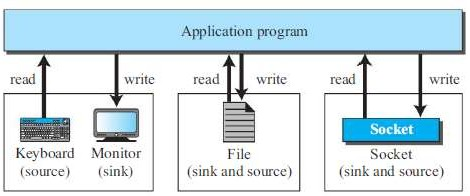 Application program
read write read write read write
Socket
Keyboard Monitor File Socket
(source) (sink) (sink and source) (sink and source)